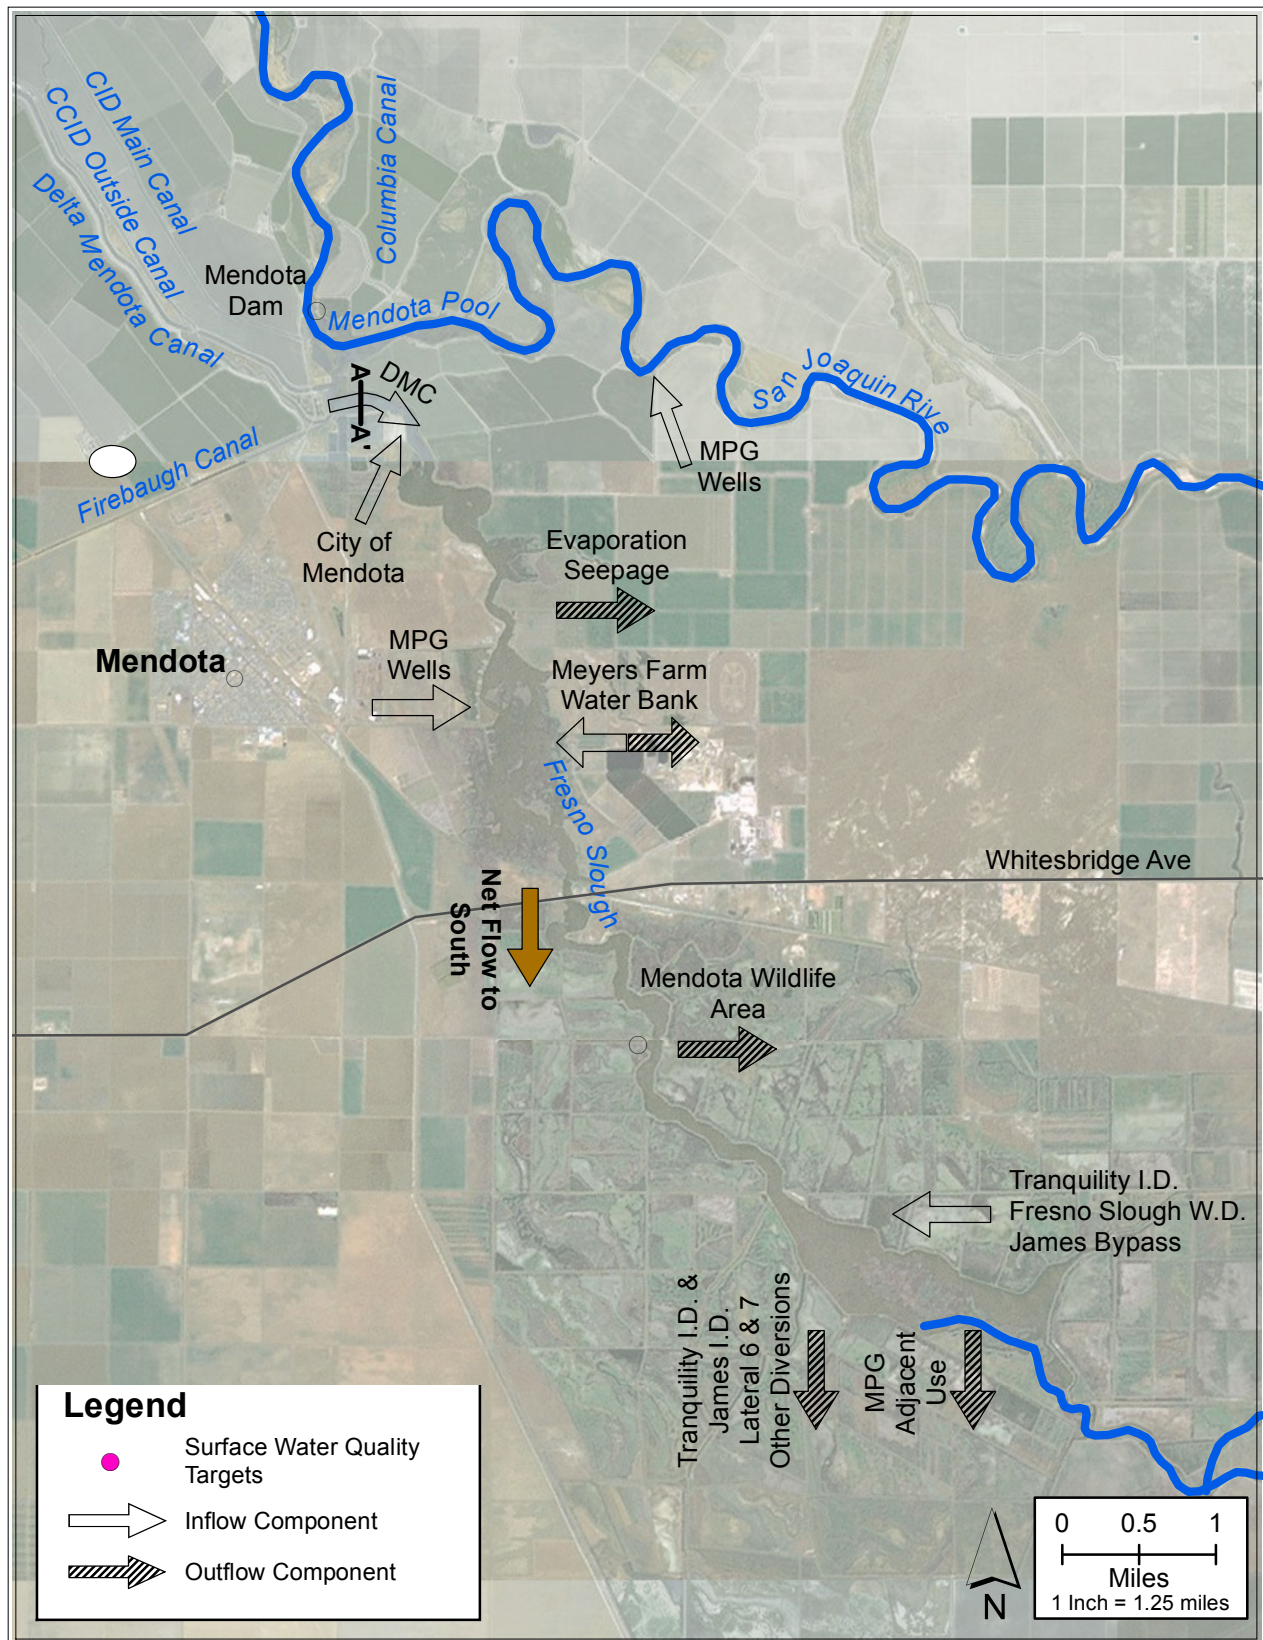 CID Main Canal
CCID Outside Canal
Delta Mendota Canal
Columbia Canal
Mendota
Dam
Mendota Pool
San Joaquin Rive
A
DMC
A'
MPG
Wells
Firebaugh Canal
City of
Mendota
Evaporation
Seepage
Mendota
MPG
Wells
Meyers Farm
Water Bank
Fresno Slough
Whitesbridge Ave
Net Flow to
South
Mendota Wildlife
Area
Tranquility I.D.
Fresno Slough W.D.
James Bypass
Tranquility I.D. &
James I.D.
Lateral 6 & 7
Other Diversions
MPG
Adjacent
Use
Legend
Surface Water Quality
Targets
Inflow Component
Outflow Component
N
0 0.5 1
Miles
1 Inch = 1.25 miles